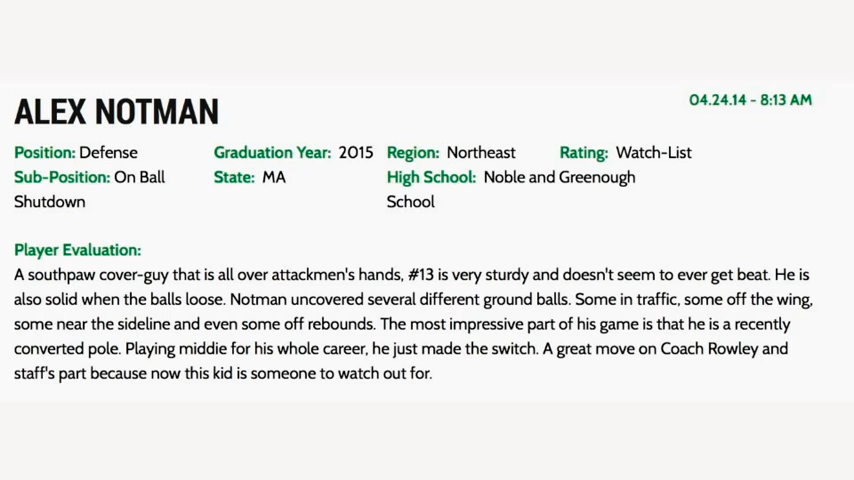 ALEX NOTMAN
04.24.14 - 8:13 AM
Position: Defense Graduation Year: 2015 Region: Northeast Rating: Watch-List
Sub-Position: On Ball State: MA High School: Noble and Greenough
Shutdown School
Player Evaluation:
A southpaw cover-guy that is all over attackmen's hands, #13 is very sturdy and doesn't seem to ever get beat. He is
also solid when the balls loose. Notman uncovered several different ground balls. Some in traffic, some off the wing,
some near the sideline and even some off rebounds. The most impressive part of his game is that he is a recently
converted pole. Playing middie for his whole career, he just made the switch. A great move on Coach Rowley and
staff's part because now this kid is someone to watch out for.